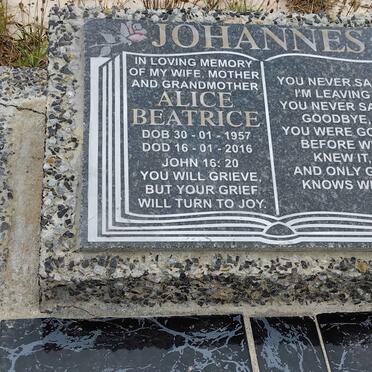 JOHANNES
IN LOVING MEMORY
OF MY WIFE, MOTHER
AND GRANDMOTHER
ALICE
BEATRICE
DOB 30 - 01 - 1957
DOD 16 - 01 - 2016
JOHN 16: 20
YOU WILL GRIEVE,
BUT YOUR GRIEF
WILL TURN TO JOY.
YOU NEVER
I'M LEAVING
YOU NEVER
GOODBYE,
YOU WERE
BEFORE
KNEW IT,
AND ONLY
KNOWS